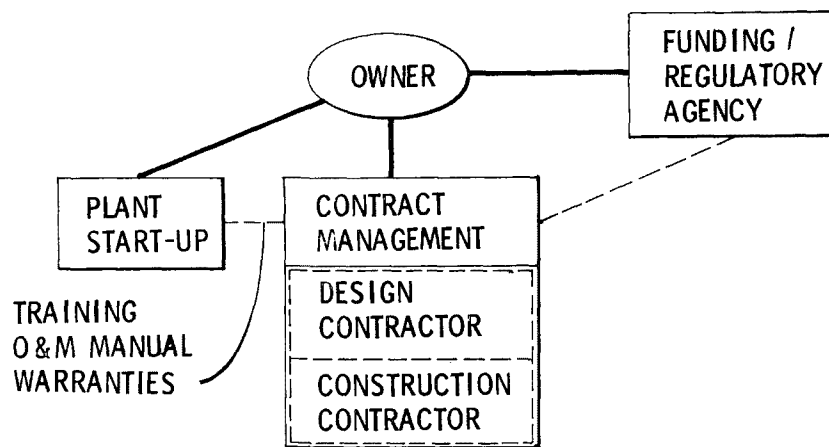 OWNER
FUNDING /
REGULATORY
AGENCY
PLANT
START-UP
CONTRACT
MANAGEMENT
DESIGN
CONTRACTOR
CONSTRUCTION
CONTRACTOR
TRAINING
O&M MANUAL
WARRANTIES